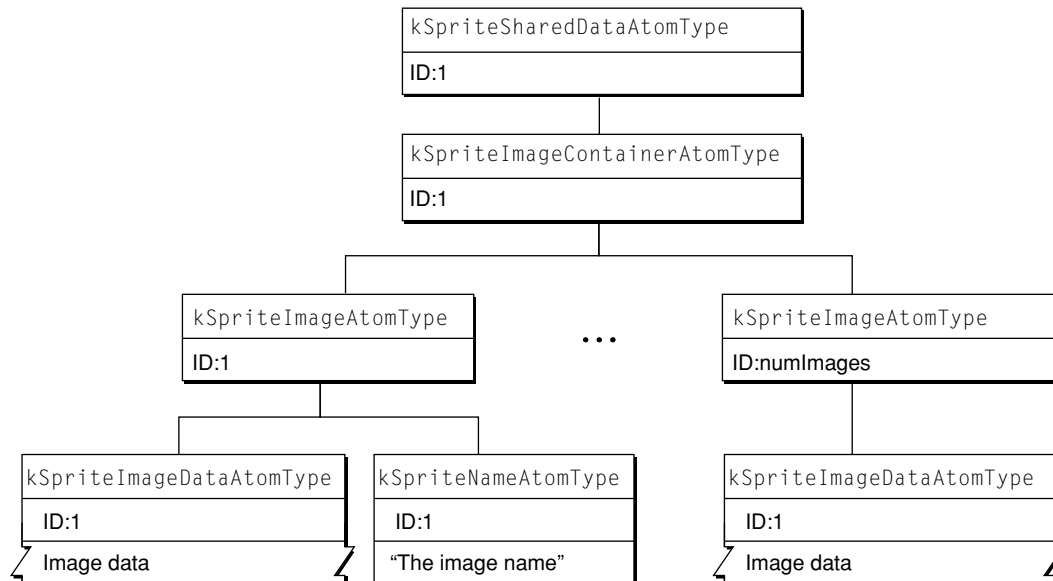 kSpriteSharedDataAtomType
ID:1
kSpriteImageContainerAtomType
ID:1
kSpriteImageAtomType
ID:1
...
kSpriteImageAtomType
ID:numImages
kSpriteImageDataAtomType
ID:1
Image data
kSpriteNameAtomType
ID:1
“The image name”
kSpriteImageDataAtomType
ID:1
Image data